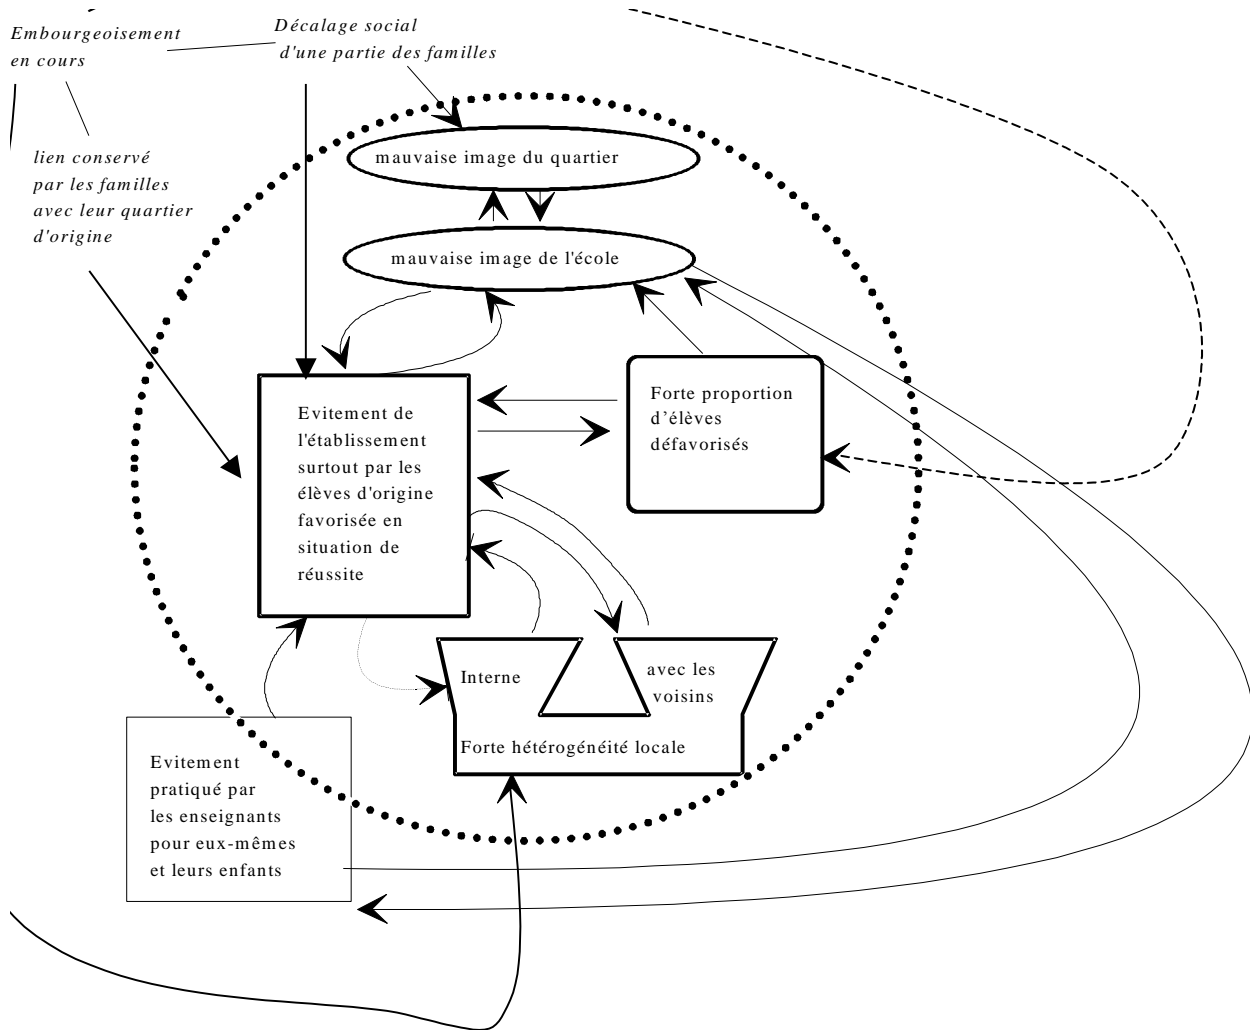 Embourgeoisement
en cours
Décalage social
d'une partie des familles
lien conservé
par les familles
avec leur quartier
d'origine
mauvaise image du quartier
mauvaise image de l'école
Forte proportion
d’élèves
défavorisés
Evitement de
l'établissement
surtout par les
élèves d'origine
favorisée en
situation de
réussite
Interne
avec les
voisins
Forte hétérogénéité locale
Evitement
pratiqué par
les enseignants
pour eux-mêmes
et leurs enfants